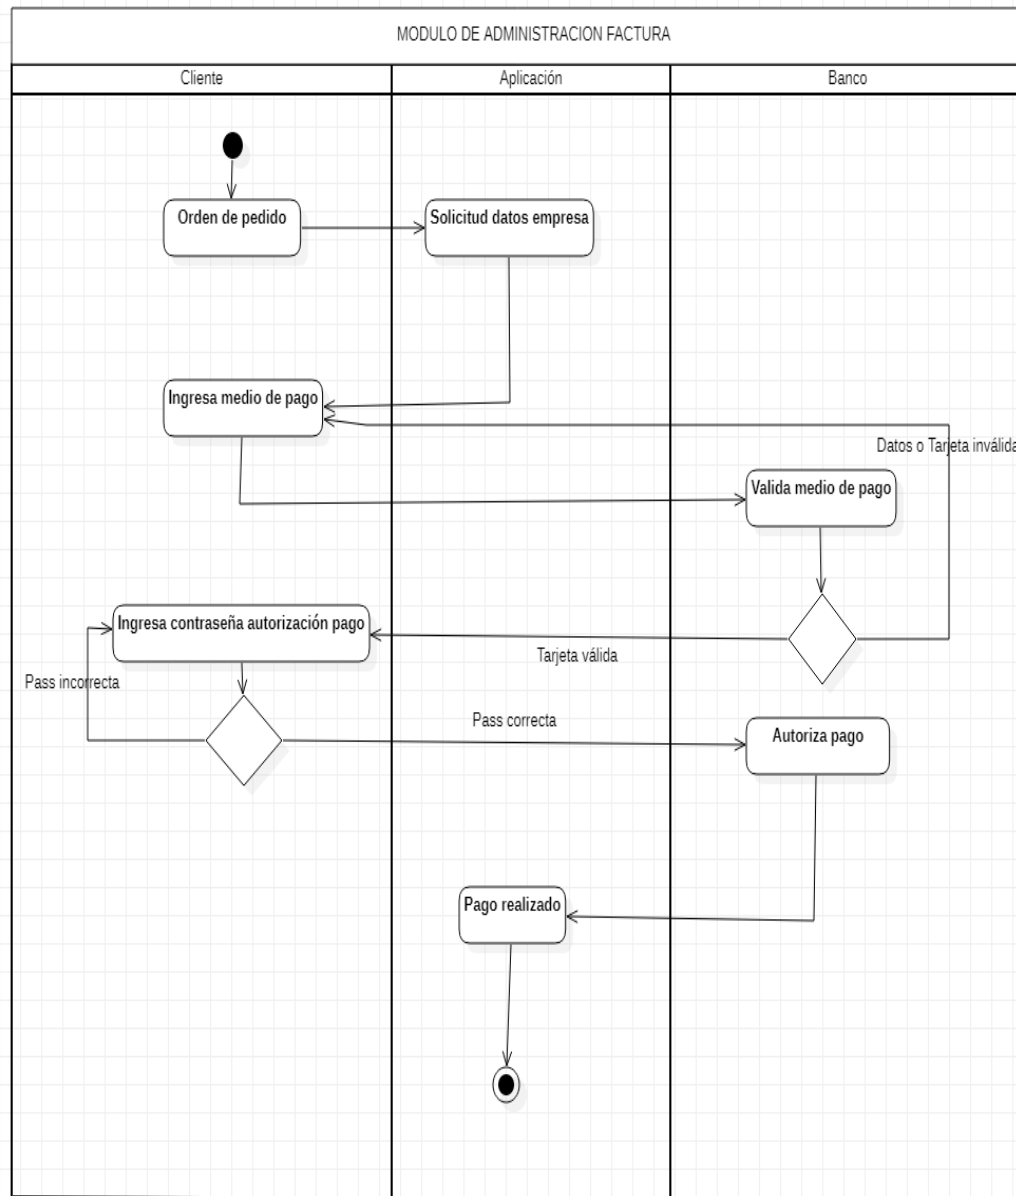 MODULO DE ADMINISTRACION FACTURA
Cliente
Aplicación
Banco
Orden de pedido
Solicitud datos empresa
Ingresa medio de pago
Datos o Tarjeta inválida
Valida medio de pago
Ingresa contraseña autorización pago
Tarjeta válida
Pass incorrecta
Pass correcta
Autoriza pago
Pago realizado